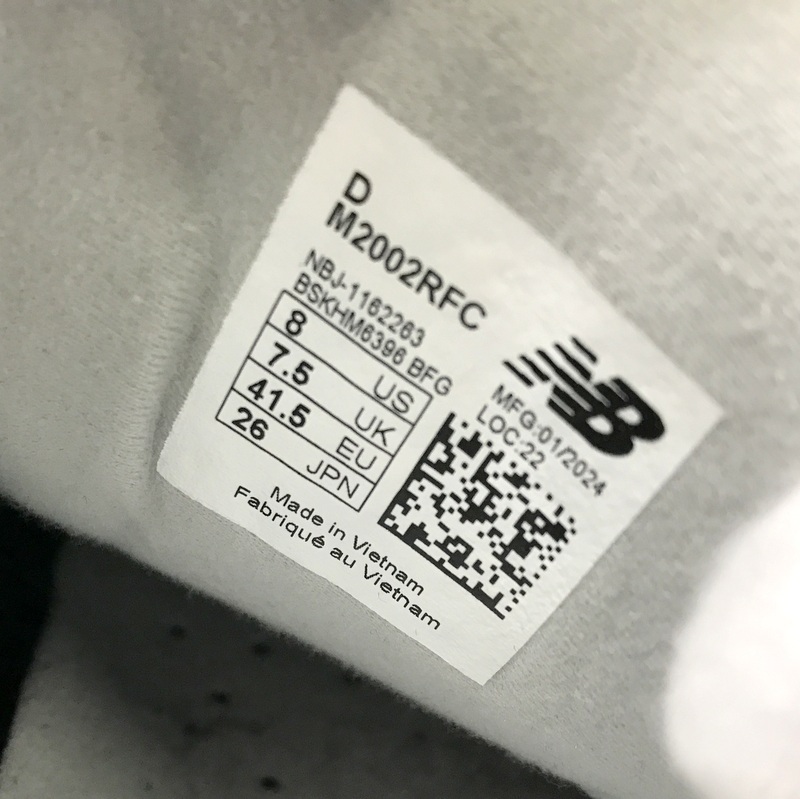 D
M2002RFC
NBJ-1162263
BSKHM6396 BFG
8 US
7.5 UK
41.5 EU
26 JPN
NB
MFG:01/2024
LOC:22
Made in Vietnam
Fabriqué au Vietnam